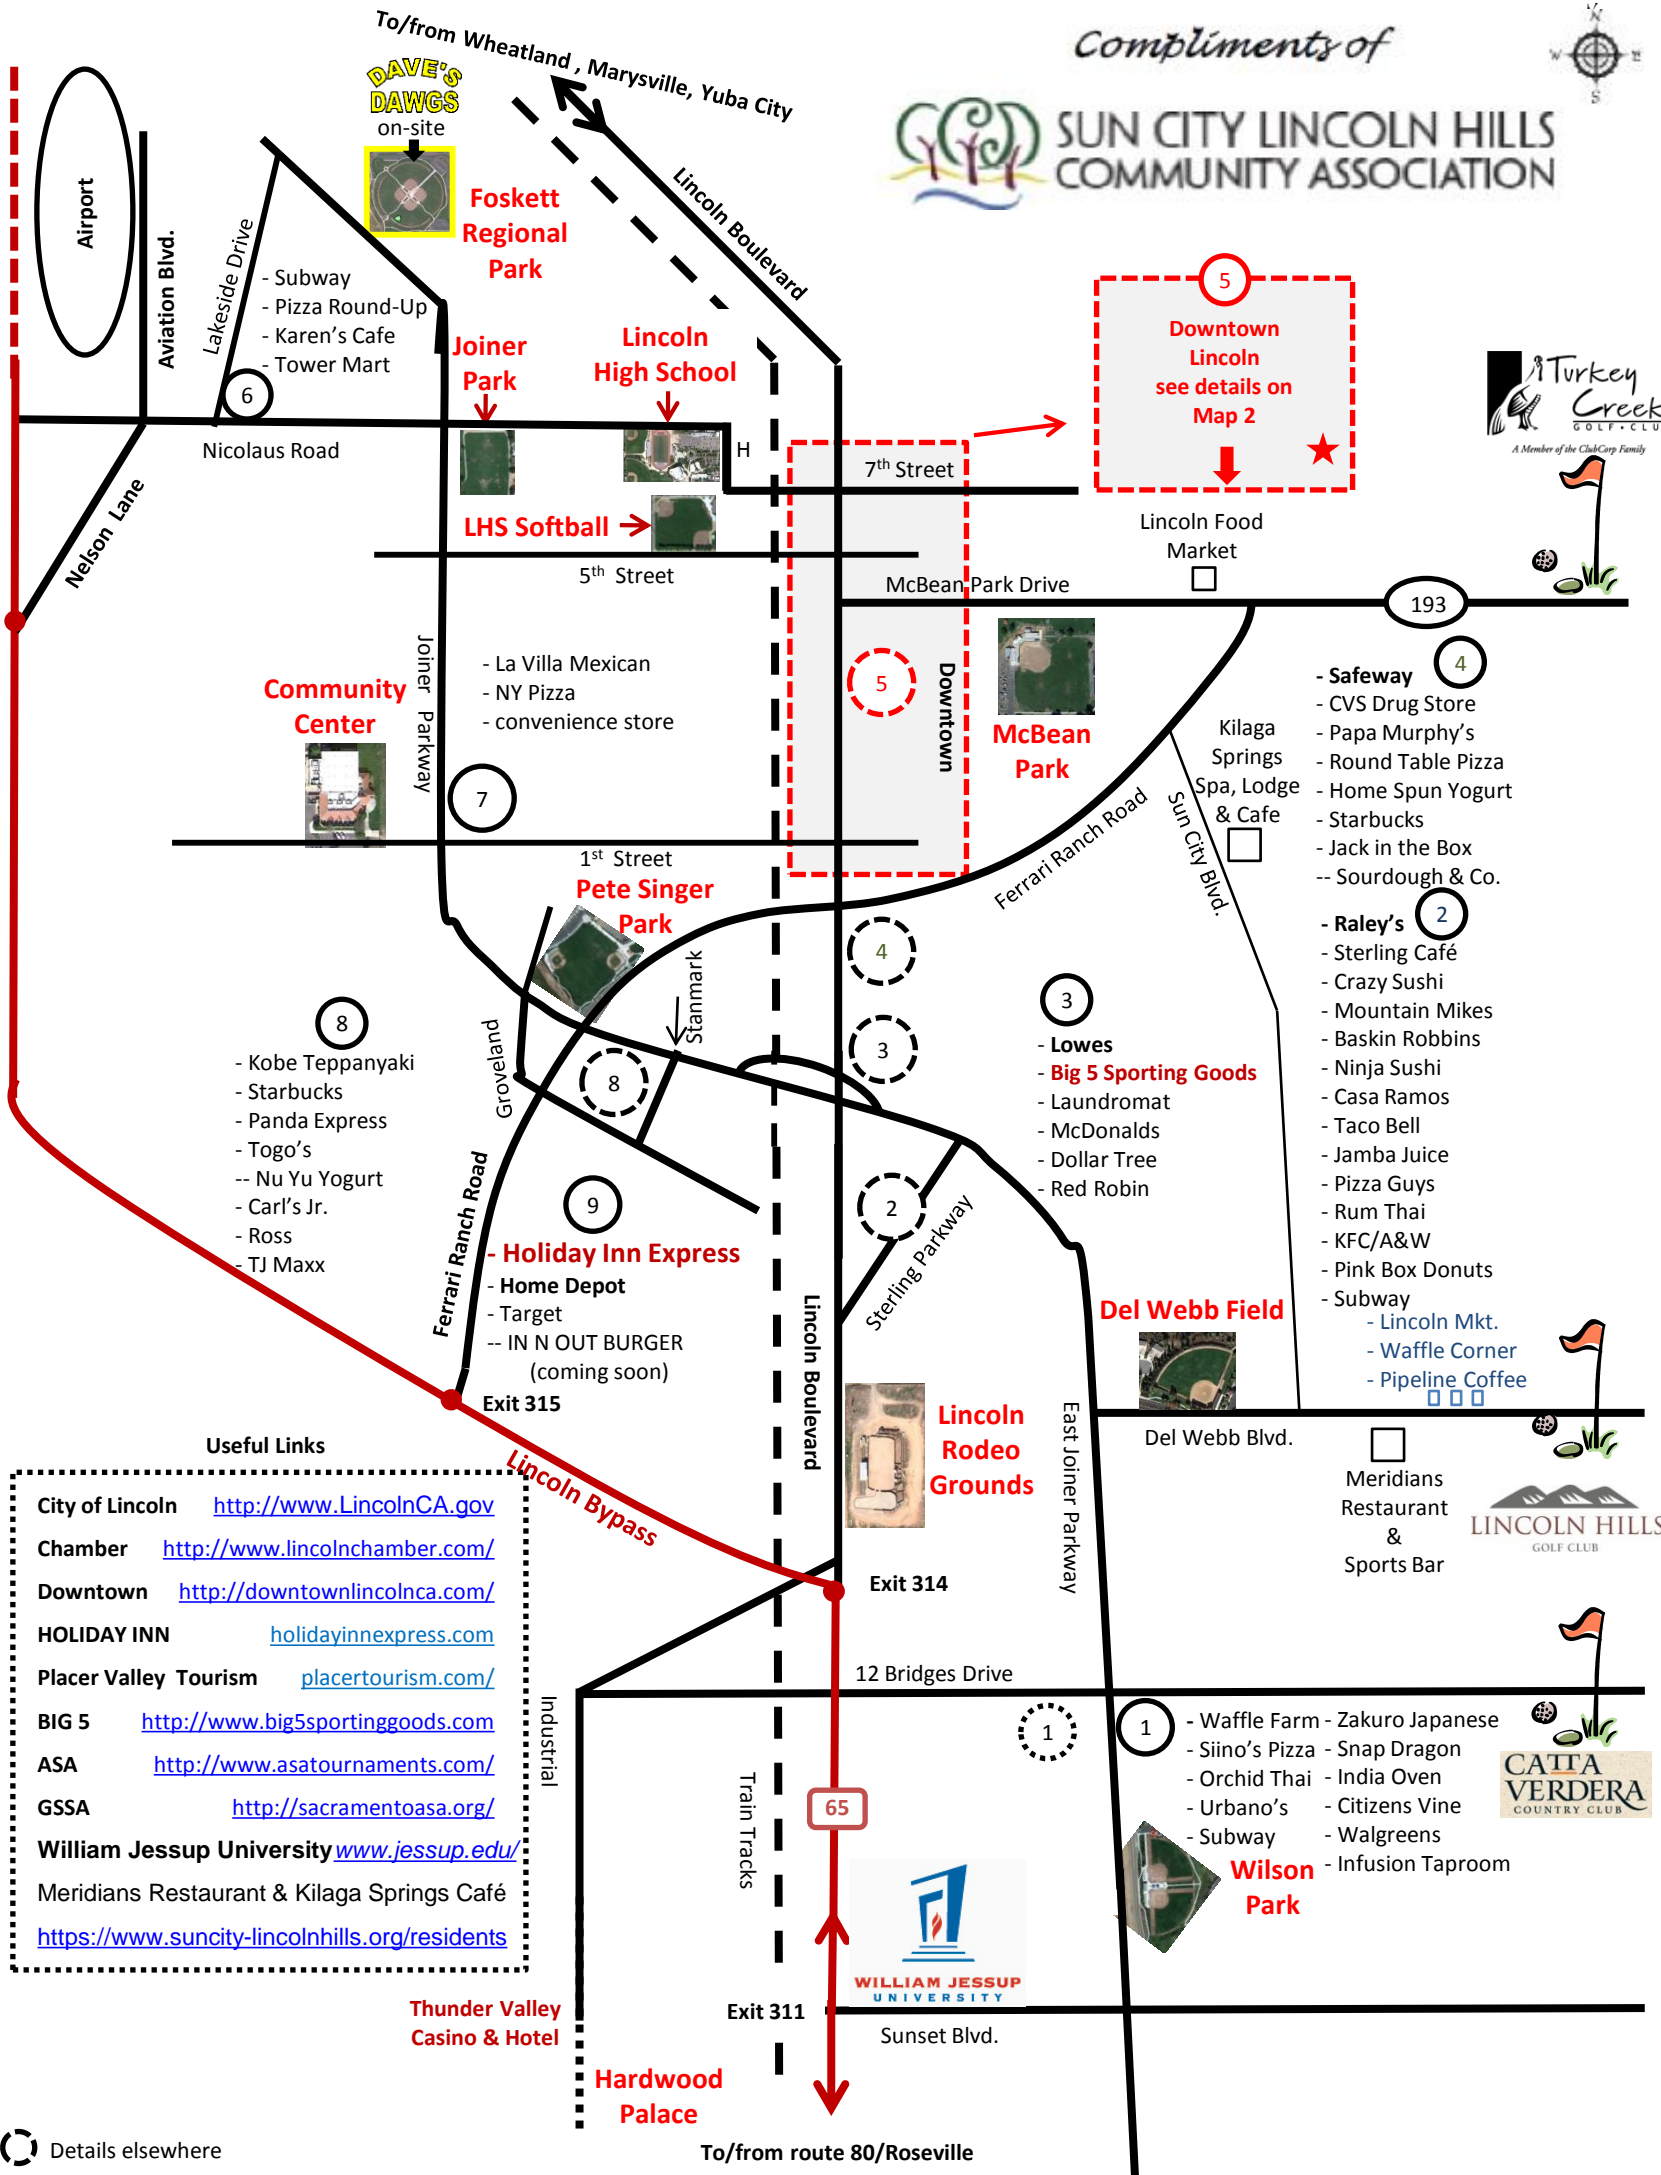 To/from Wheatland , Marysville, Yuba City
Compliments of
N
W
E
S
SUN CITY LINCOLN HILLS
COMMUNITY ASSOCIATION
DAVE'S
DAWGS
on-site
Foskett
Regional
Park
Airport
Aviation Blvd.
Lakeside Drive
Lincoln Boulevard
- Subway
- Pizza Round-Up
- Karen's Cafe
- Tower Mart
6
Nicolaus Road
Nelson Lane
Joiner
Park
Lincoln
High School
H
LHS Softball
7th Street
5th Street
5
Downtown
Lincoln
see details on
Map 2
Turkey
Creek
GOLF • CLU
A Member of the ClubCorp Family
Lincoln Food
Market
McBean Park Drive
193
Joiner Parkway
- La Villa Mexican
- NY Pizza
- convenience store
Community
Center
7
5
Downtown
McBean
Park
Kilaga
Springs
Spa, Lodge
& Cafe
4
- Safeway
- CVS Drug Store
- Papa Murphy's
- Round Table Pizza
- Home Spun Yogurt
- Starbucks
- Jack in the Box
-- Sourdough & Co.
1st Street
Pete Singer
Park
Ferrari Ranch Road
Sun City Blvd.
2
- Raley's
- Sterling Café
- Crazy Sushi
- Mountain Mikes
- Baskin Robbins
- Ninja Sushi
- Casa Ramos
- Taco Bell
- Jamba Juice
- Pizza Guys
- Rum Thai
- KFC/A&W
- Pink Box Donuts
- Subway
- Lincoln Mkt.
- Waffle Corner
- Pipeline Coffee
Stanmark
Groveland
4
3
8
2
3
- Lowes
- Big 5 Sporting Goods
- Laundromat
- McDonalds
- Dollar Tree
- Red Robin
8
- Kobe Teppanyaki
- Starbucks
- Panda Express
- Togo's
-- Nu Yu Yogurt
- Carl's Jr.
- Ross
- TJ Maxx
Ferrari Ranch Road
9
- Holiday Inn Express
- Home Depot
- Target
-- IN N OUT BURGER
(coming soon)
Sterling Parkway
Lincoln Boulevard
Del Webb Field
Exit 315
Lincoln Bypass
Lincoln
Rodeo
Grounds
East Joiner Parkway
Del Webb Blvd.
Meridians
Restaurant
&
Sports Bar
LINCOLN HILLS
GOLF CLUB
Useful Links
City of Lincoln http://www.LincolnCA.gov
Chamber http://www.lincolnchamber.com/
Downtown http://downtownlincolnca.com/
HOLIDAY INN holidayinnexpress.com
Placer Valley Tourism placertourism.com/
BIG 5 http://www.big5sportinggoods.com
ASA http://www.asatournaments.com/
GSSA http://sacramentoasa.org/
William Jessup University www.jessup.edu/
Meridians Restaurant & Kilaga Springs Café
https://www.suncity-lincolnhills.org/residents
Exit 314
12 Bridges Drive
Industrial
Train Tracks
65
1
1
- Waffle Farm
- Siino's Pizza
- Orchid Thai
- Urbano's
- Subway
- Zakuro Japanese
- Snap Dragon
- India Oven
- Citizens Vine
- Walgreens
- Infusion Taproom
CATTA
VERDERA
COUNTRY CLUB
Wilson
Park
WILLIAM JESSUP
UNIVERSITY
Thunder Valley
Casino & Hotel
Exit 311
Sunset Blvd.
Hardwood
Palace
Details elsewhere
To/from route 80/Roseville